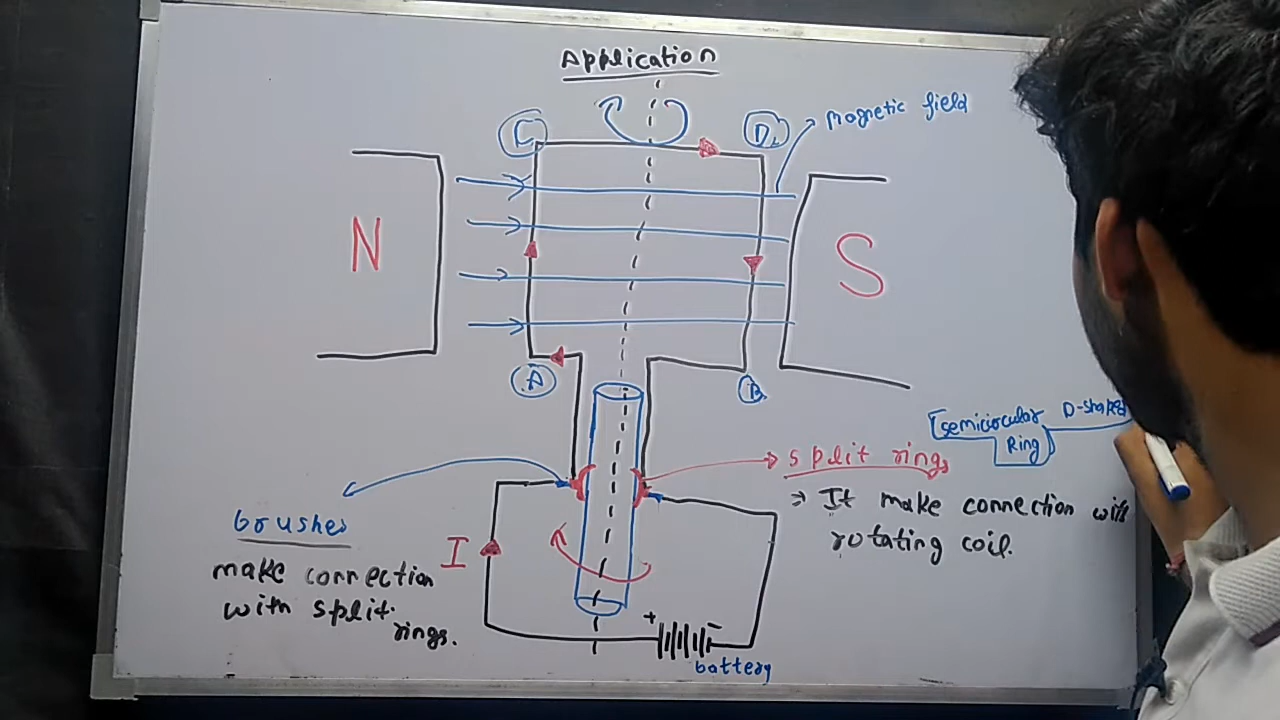 Application
C
D
magnetic field
N
S
A
B
[semicircular D-shaped
Ring]
split rings
→ It make connection with
rotating coil.
brushes
make connection
with split
rings.
I
+ -
battery